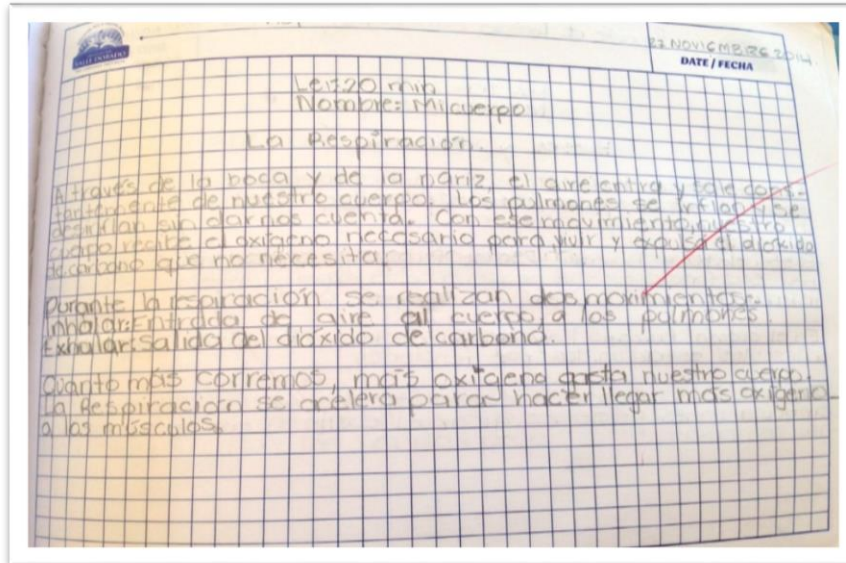 VALLE DORADO
22 NOVIEMBRE 2014.
DATE / FECHA
Leí: 20 min
Nombre: Mi cuerpo
La Respiración.
A través de la boca y de la nariz, el aire entra y sale cons-
tantemente de nuestro cuerpo. Los pulmones se inflan y se
desinflan sin darnos cuenta. Con ese movimiento, nuestro
cuerpo recibe el oxígeno necesario para vivir y expulsa el dióxido
de carbono que no necesita.
Durante la respiración se realizan dos movimientos:
Inhalar: Entrada de aire al cuerpo, a los pulmones
Exhalar: Salida del dióxido de carbono.
Cuanto más corremos, más oxígeno gasta nuestro cuerpo.
La Respiración se acelera para hacer llegar más oxígeno
a los músculos.